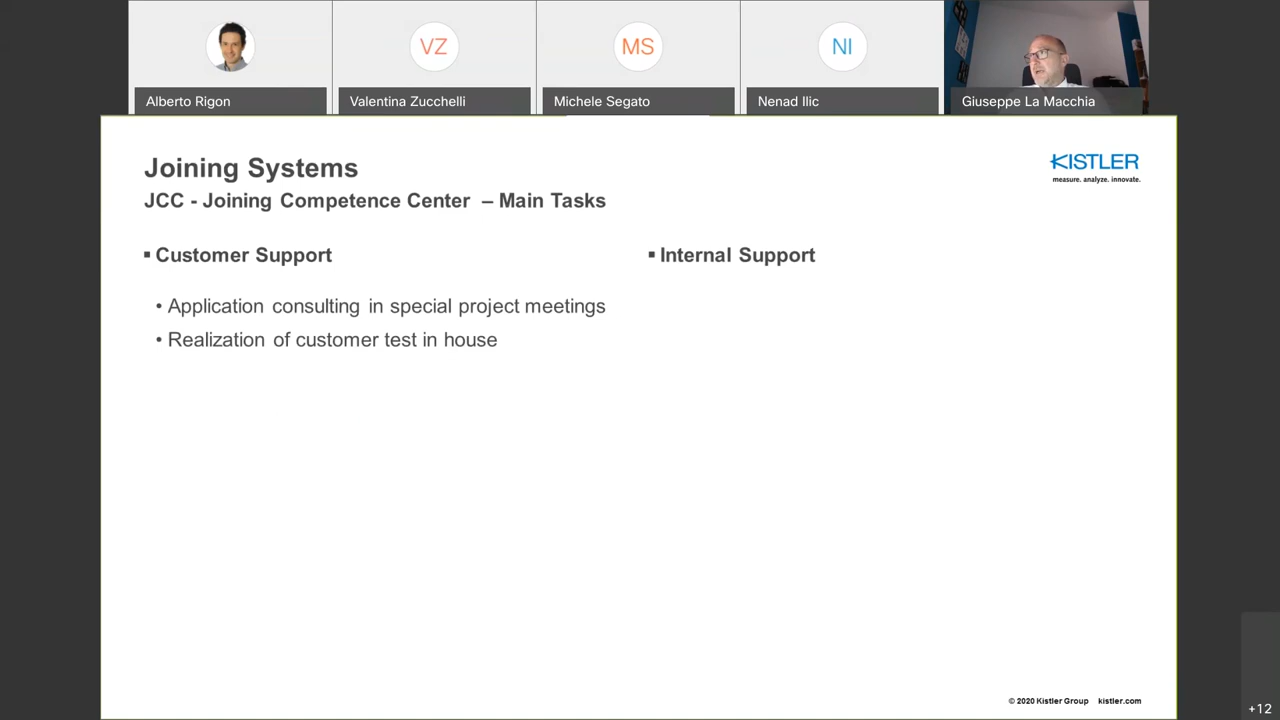 VZ
MS
NI
Alberto Rigon
Valentina Zucchelli
Michele Segato
Nenad Ilic
Giuseppe La Macchia
Joining Systems
KISTLER
measure. analyze. innovate.
JCC - Joining Competence Center – Main Tasks
▪ Customer Support
• Application consulting in special project meetings
• Realization of customer test in house
▪ Internal Support
© 2020 Kistler Group kistler.com
+12